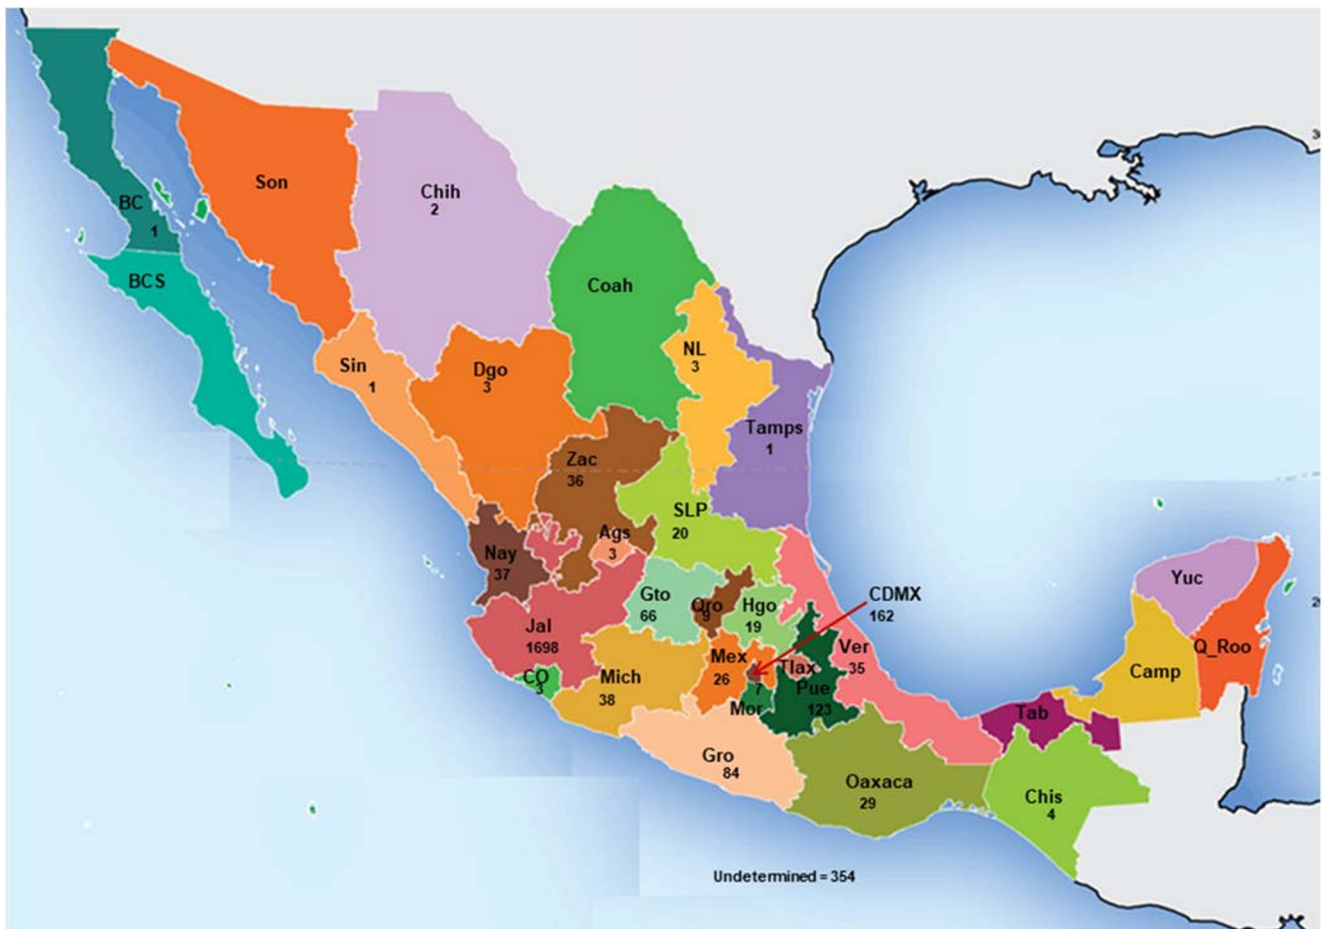 Son
Chih
2
BC
1
BCS
Coah
Sin
1
Dgo
3
NL
3
Tamps
1
Zac
36
SLP
20
Ags
3
Nay
37
Yuc
Gto
66
Qro
9
Hgo
19
CDMX
162
Jal
1698
Q_Roo
Ver
35
Mex
26
Tlax
CO
3
Mich
38
7
Mor
Pue
123
Camp
Tab
Gro
84
Oaxaca
29
Chis
4
Undetermined = 354